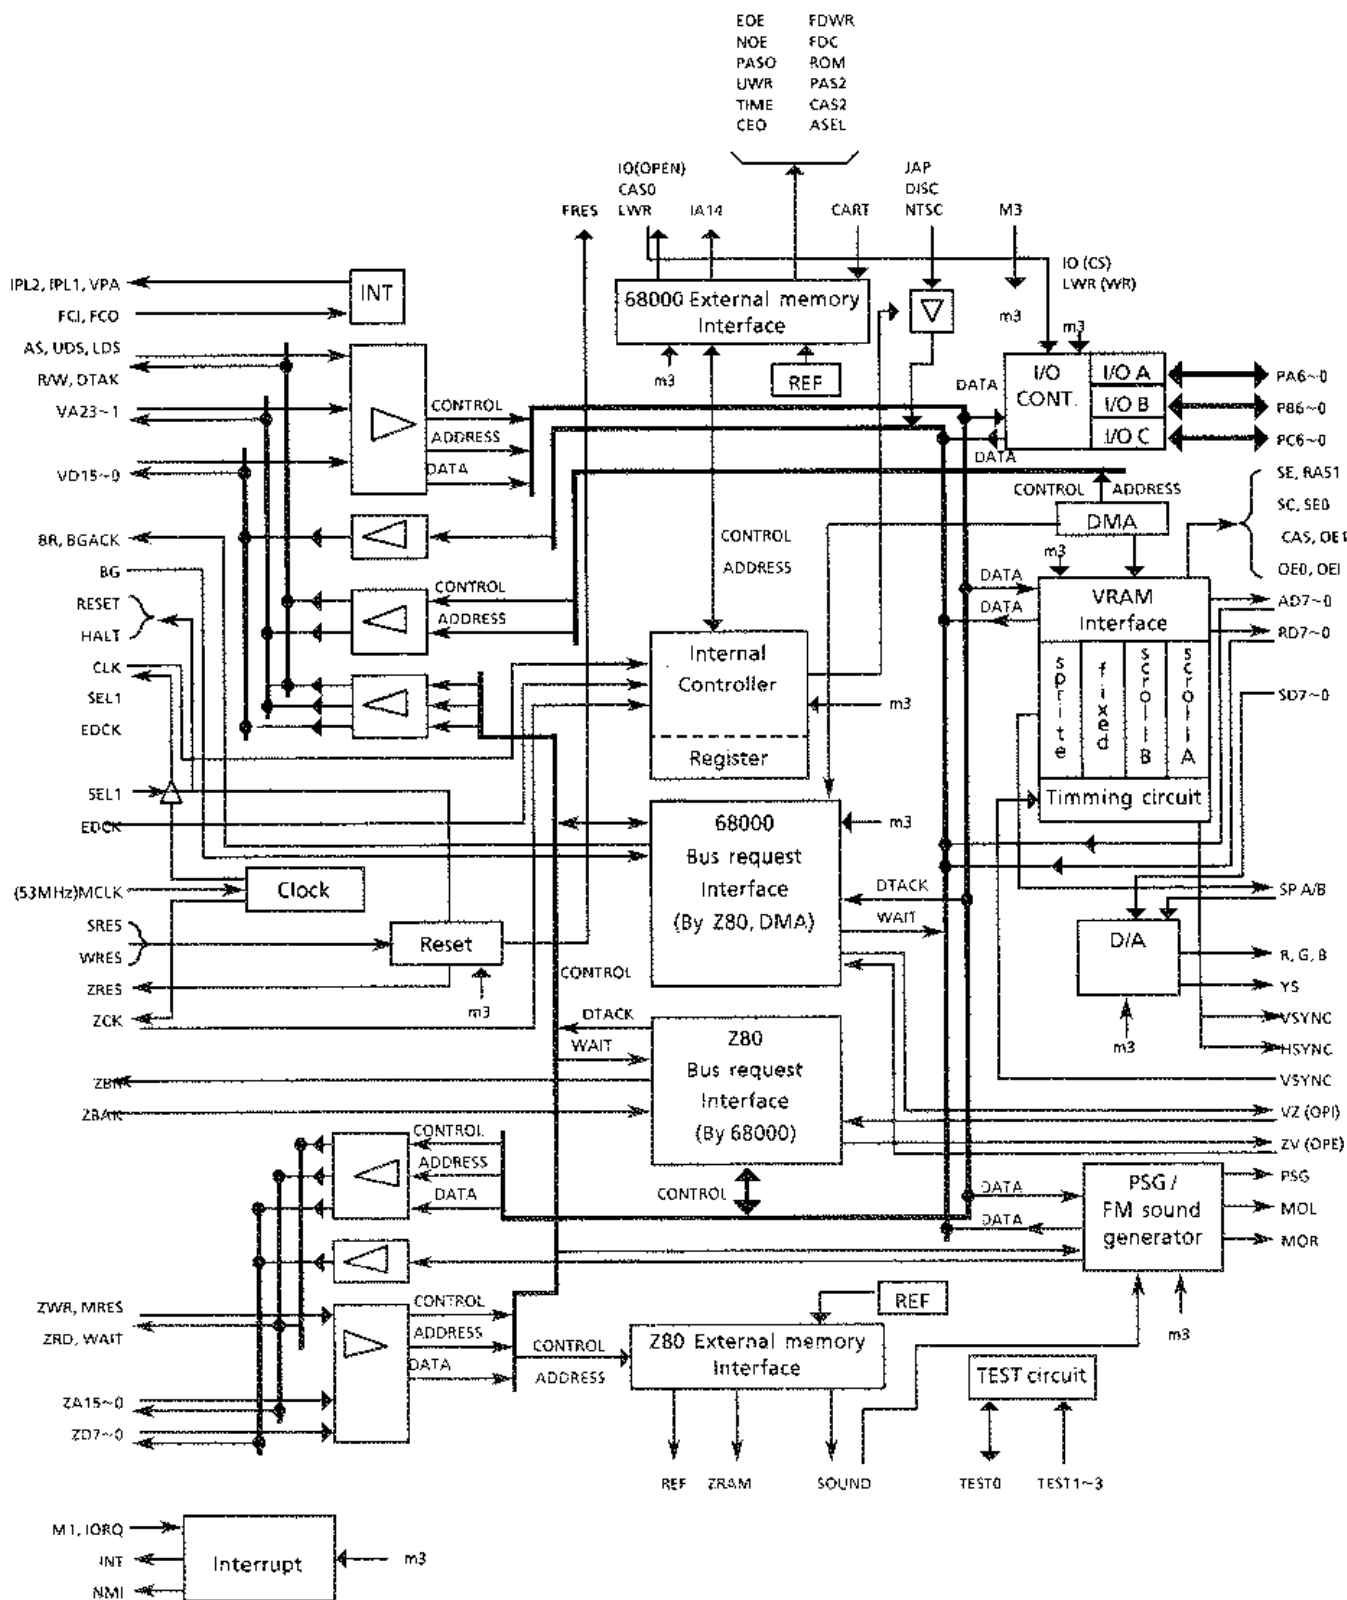 EOE FDWR
NOE FDC
PASO ROM
UWR PAS2
TIME CAS2
CEO ASEL
IO(OPEN)
CAS0
LWR
FRES
IA14
CART
JAP
DISC
NTSC
M3
IO (CS)
LWR (WR)
IPL2, IPL1, VPA
FCI, FCO
INT
68000 External memory
Interface
m3
REF
m3
m3
AS, UDS, LDS
R/W, DTAK
VA23~1
VD15~0
CONTROL
ADDRESS
DATA
DATA
I/O
CONT.
I/O A
I/O B
I/O C
DATA
PA6~0
PB6~0
PC6~0
CONTROL ADDRESS
DMA
SE, RAS1
SC, SE0
CAS, OE1
OE0, OEI
BR, BGACK
BG
RESET
HALT
CLK
SEL1
EDCK
SEL1
EDCK
CONTROL
ADDRESS
CONTROL
ADDRESS
m3
DATA
DATA
VRAM
Interface
sprite
fixed
scroll B
scroll A
Timming circuit
AD7~0
RD7~0
SD7~0
Internal
Controller
Register
m3
68000
Bus request
Interface
(By Z80, DMA)
m3
DTACK
WAIT
(53MHz)MCLK
Clock
SRES
WRES
Reset
ZRES
ZCK
m3
CONTROL
SP A/B
D/A
R, G, B
YS
m3
VSYNC
HSYNC
VSYNC
VZ (OPI)
ZV (OPE)
DTACK
WAIT
Z80
Bus request
Interface
(By 68000)
ZBAK
CONTROL
ADDRESS
DATA
CONTROL
DATA
DATA
PSG /
FM sound
generator
PSG
MOL
MOR
m3
ZWR, MRES
ZRD, WAIT
ZA15~0
ZD7~0
CONTROL
ADDRESS
DATA
CONTROL
ADDRESS
REF
Z80 External memory
Interface
REF
ZRAM
SOUND
TEST circuit
TEST0
TEST1~3
M1, IORQ
INT
NMI
Interrupt
m3